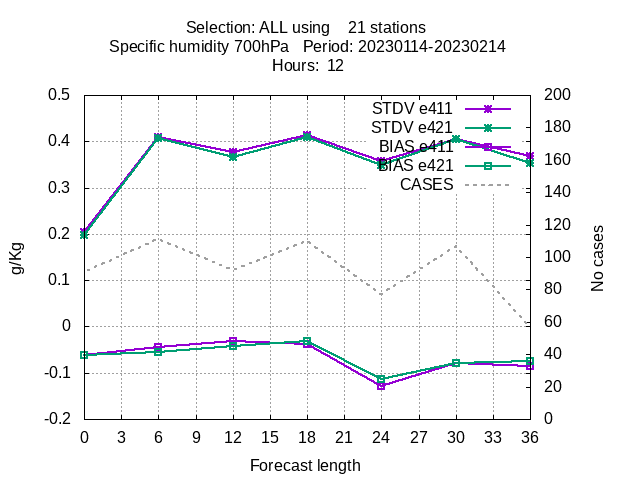 Selection: ALL using 21 stations
Specific humidity 700hPa Period: 20230114-20230214
Hours: 12
STDV e411
STDV e421
BIAS e411
BIAS e421
CASES
0.5
0.4
0.3
0.2
0.1
0
-0.1
-0.2
g/Kg
200
180
160
140
120
100
80
60
40
20
0
No cases
0 3 6 9 12 15 18 21 24 27 30 33 36
Forecast length